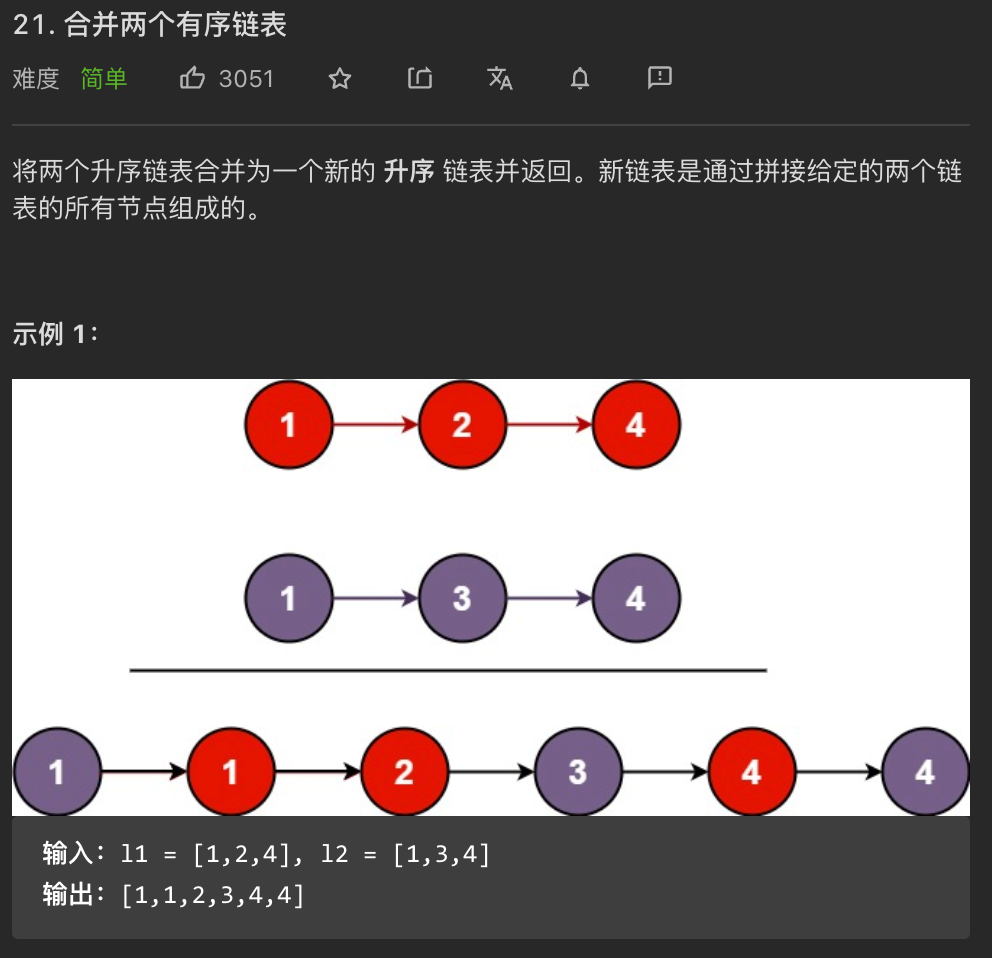 21. 合并两个有序链表
难度 简单 3051
将两个升序链表合并为一个新的 升序 链表并返回。新链表是通过拼接给定的两个链
表的所有节点组成的。
示例 1：
1 2 4
1 3 4
1 1 2 3 4 4
输入：l1 = [1,2,4], l2 = [1,3,4]
输出：[1,1,2,3,4,4]